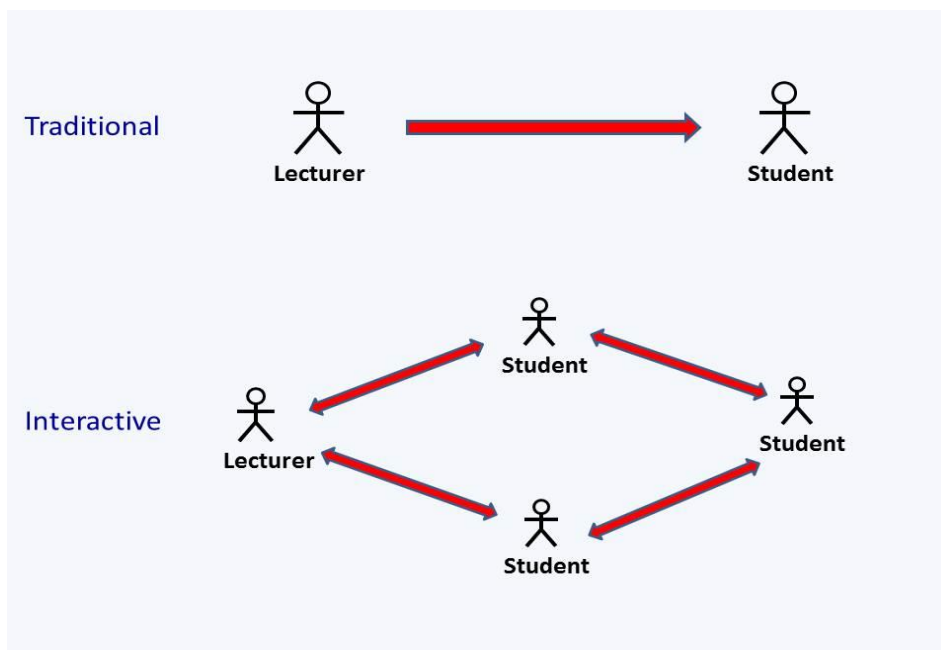 Traditional
Lecturer
Student
Student
Interactive
Lecturer
Student
Student